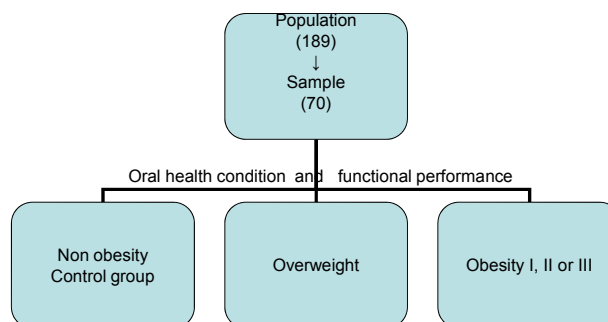 Population
(189)
↓
Sample
(70)
Oral health condition and functional performance
Non obesity
Control group
Overweight
Obesity I, II or III